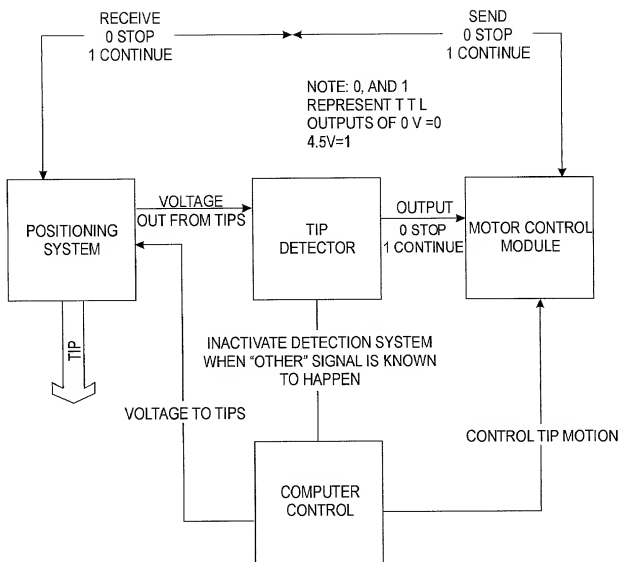 RECEIVE
0 STOP
1 CONTINUE
SEND
0 STOP
1 CONTINUE
NOTE: 0, AND 1
REPRESENT T T L
OUTPUTS OF 0 V =0
4.5V=1
POSITIONING
SYSTEM
VOLTAGE
OUT FROM TIPS
TIP
DETECTOR
OUTPUT
0 STOP
1 CONTINUE
MOTOR CONTROL
MODULE
TIP
INACTIVATE DETECTION SYSTEM
WHEN "OTHER" SIGNAL IS KNOWN
TO HAPPEN
VOLTAGE TO TIPS
CONTROL TIP MOTION
COMPUTER
CONTROL